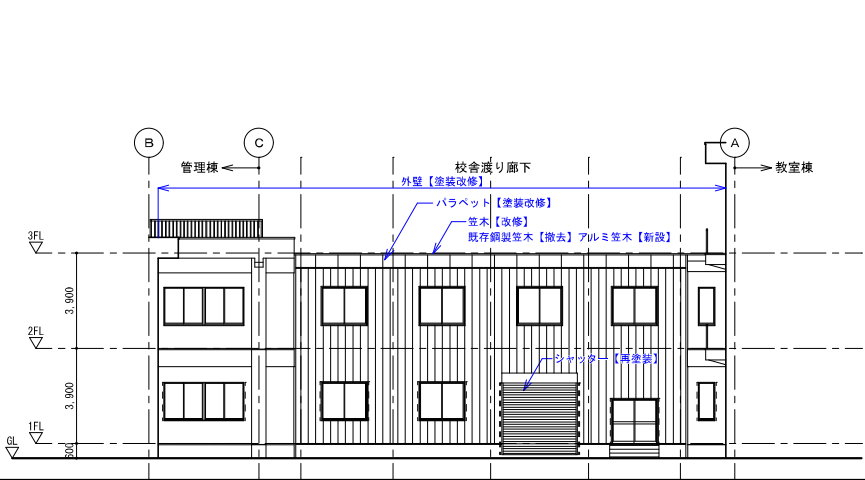 B
C
A
管理棟
校舎渡り廊下
教室棟
外壁【塗装改修】
パラペット【塗装改修】
笠木【改修】
既存鋼製笠木【撤去】アルミ笠木【新設】
3FL
3,900
2FL
シャッター【再塗装】
3,900
1FL
GL
600